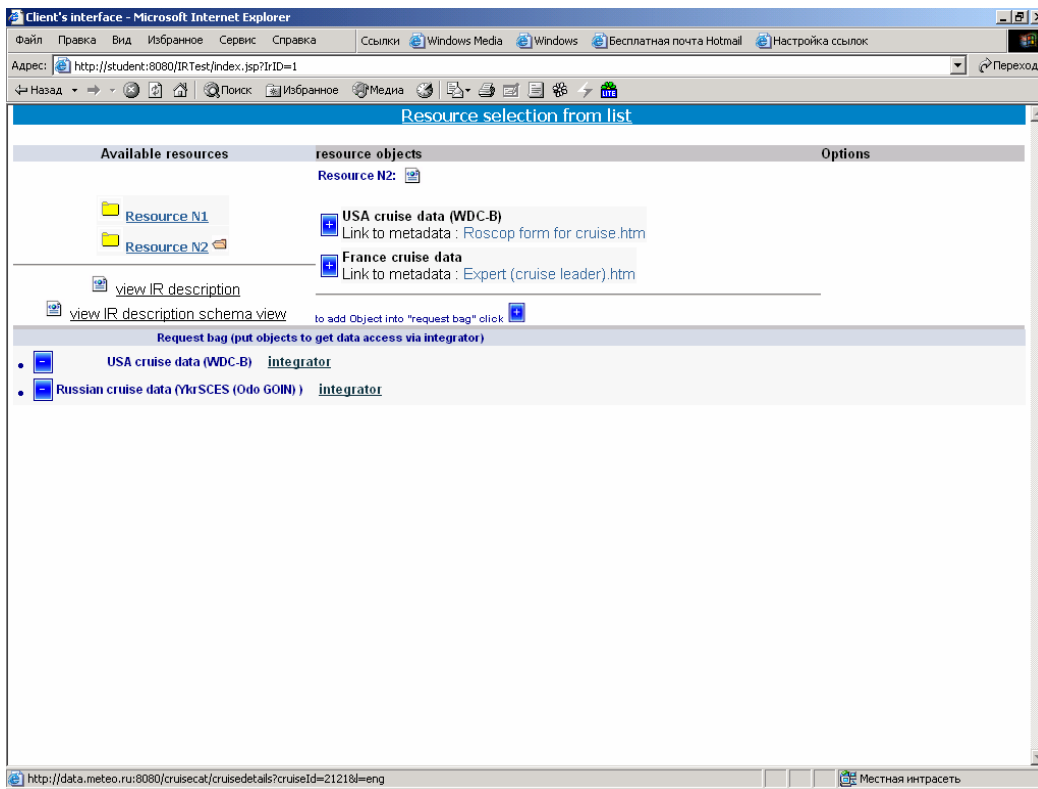 Client's interface - Microsoft Internet Explorer
Файл Правка Вид Избранное Сервис Справка Ссылки Windows Media Windows Бесплатная почта Hotmail Настройка ссылок
Адрес: http://student:8080/IRTest/index.jsp?IrID=1 Переход
Назад Поиск Избранное Медиа LITE
Resource selection from list
Available resources resource objects Options
Resource N2:
Resource N1
USA cruise data (WDC-B)
Link to metadata : Roscop form for cruise.htm
Resource N2
France cruise data
Link to metadata : Expert (cruise leader).htm
view IR description
view IR description schema view
to add Object into "request bag" click
Request bag (put objects to get data access via integrator)
USA cruise data (WDC-B) integrator
Russian cruise data (YkrSCES (Odo GOIN) ) integrator
http://data.meteo.ru:8080/cruisecat/cruisedetails?cruiseId=2121&l=eng Местная интрасеть